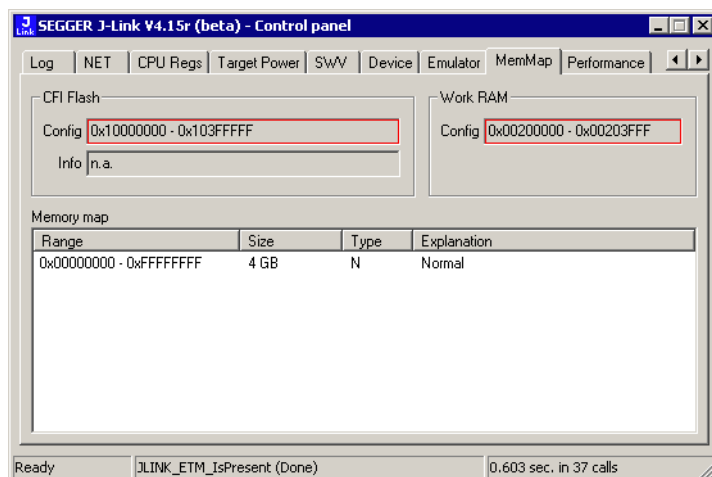 J Link SEGGER J-Link V4.15r (beta) - Control panel
Log NET CPU Regs Target Power SWV Device Emulator MemMap Performance
CFI Flash
Config 0x10000000 - 0x103FFFFF
Info n.a.
Work RAM
Config 0x00200000 - 0x00203FFF
Memory map
Range Size Type Explanation
0x00000000 - 0xFFFFFFFF 4 GB N Normal
Ready JLINK_ETM_IsPresent (Done) 0.603 sec. in 37 calls